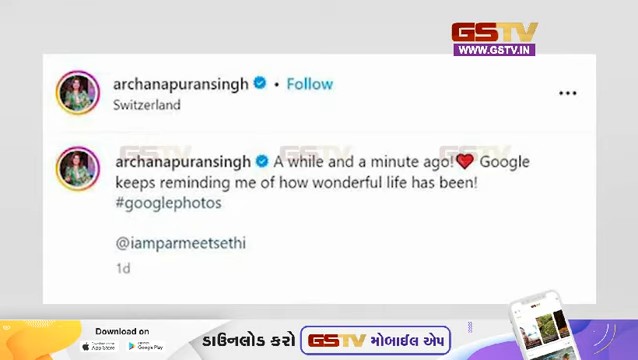 GSTV
WWW.GSTV.IN
archanapuransingh • Follow
Switzerland
archanapuransingh A while and a minute ago!❤️ Google
keeps reminding me of how wonderful life has been!
#googlephotos
@iamparmeetsethi
1d
Download on
App Store
Google Play
ડાઉનલોડ કરો GSTV મોબાઈલ એપ